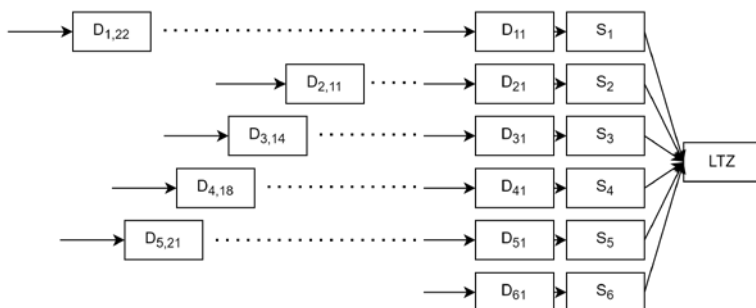 D1,22 D11 S1
D2,11 D21 S2
D3,14 D31 S3
LTZ
D4,18 D41 S4
D5,21 D51 S5
D61 S6